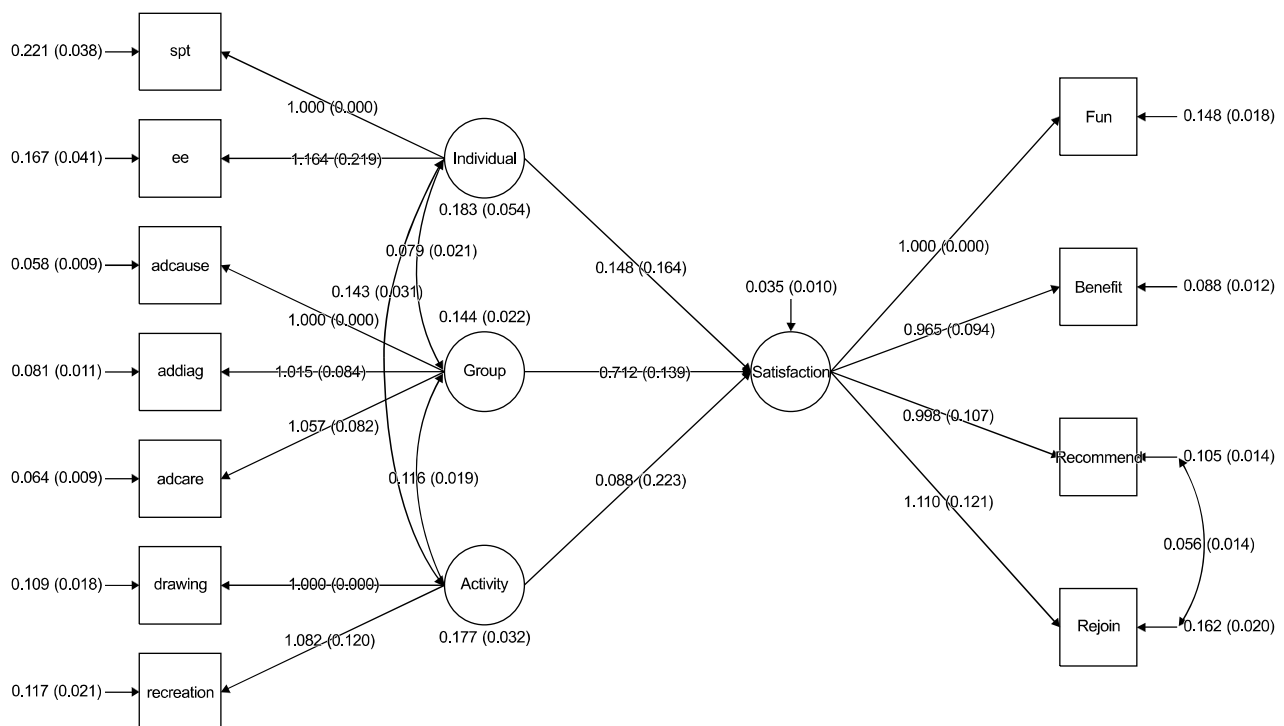 0.221 (0.038)
spt
1.000 (0.000)
0.167 (0.041)
ee
1.164 (0.219)
Individual
0.183 (0.054)
0.079 (0.021)
0.058 (0.009)
adcause
0.143 (0.031)
1.000 (0.000)
0.144 (0.022)
0.081 (0.011)
addiag
1.015 (0.084)
Group
1.057 (0.082)
0.064 (0.009)
adcare
0.116 (0.019)
0.109 (0.018)
drawing
1.000 (0.000)
Activity
0.177 (0.032)
1.082 (0.120)
0.117 (0.021)
recreation
0.148 (0.164)
0.712 (0.139)
0.088 (0.223)
0.035 (0.010)
Satisfaction
1.000 (0.000)
0.965 (0.094)
0.998 (0.107)
1.110 (0.121)
Fun
0.148 (0.018)
Benefit
0.088 (0.012)
Recommend
0.105 (0.014)
0.056 (0.014)
Rejoin
0.162 (0.020)